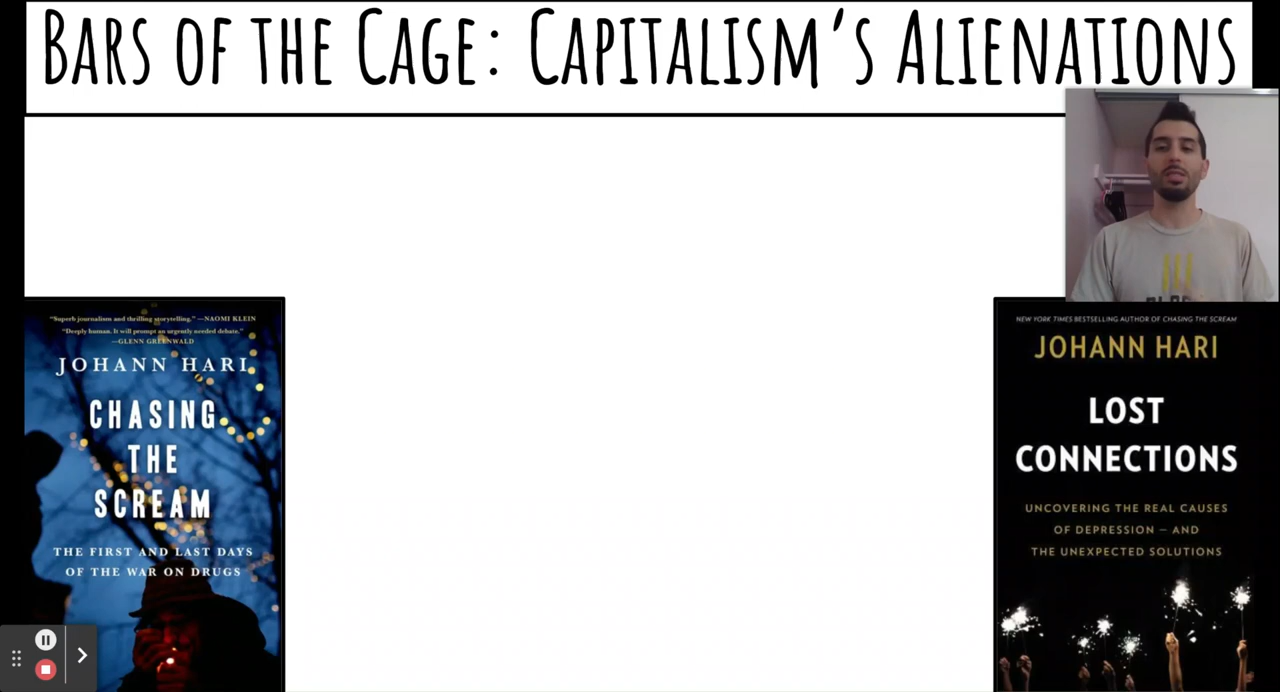 BARS OF THE CAGE: CAPITALISM'S ALIENATIONS
"Superb journalism and thrilling storytelling." —NAOMI KLEIN
"Deeply human. It will prompt an urgently needed debate."
—GLENN GREENWALD
JOHANN HARI
CHASING
THE
SCREAM
THE FIRST AND LAST DAYS
OF THE WAR ON DRUGS
NEW YORK TIMES BESTSELLING AUTHOR OF CHASING THE SCREAM
JOHANN HARI
LOST
CONNECTIONS
UNCOVERING THE REAL CAUSES
OF DEPRESSION – AND
THE UNEXPECTED SOLUTIONS